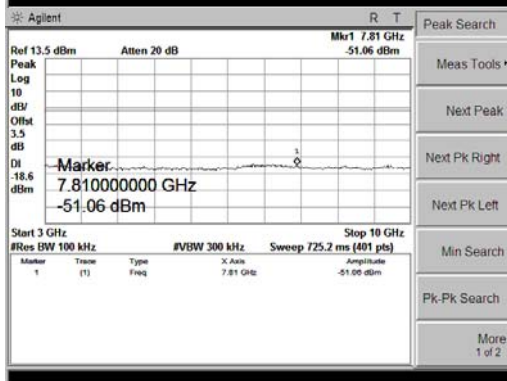 Agilent
R T
Peak Search
Mkr1 7.81 GHz
Ref 13.5 dBm
Atten 20 dB
-51.06 dBm
Peak
Log
10
dB/
Offst
3.5
dB
DI
-18.6
dBm
1
Marker
7.810000000 GHz
-51.06 dBm
Start 3 GHz
Stop 10 GHz
#Res BW 100 kHz
#VBW 300 kHz
Sweep 725.2 ms (401 pts)
Marker Trace Type X Axis Amplitude
1 (1) Freq 7.81 GHz -51.06 dBm
Meas Tools
Next Peak
Next Pk Right
Next Pk Left
Min Search
Pk-Pk Search
More
1 of 2